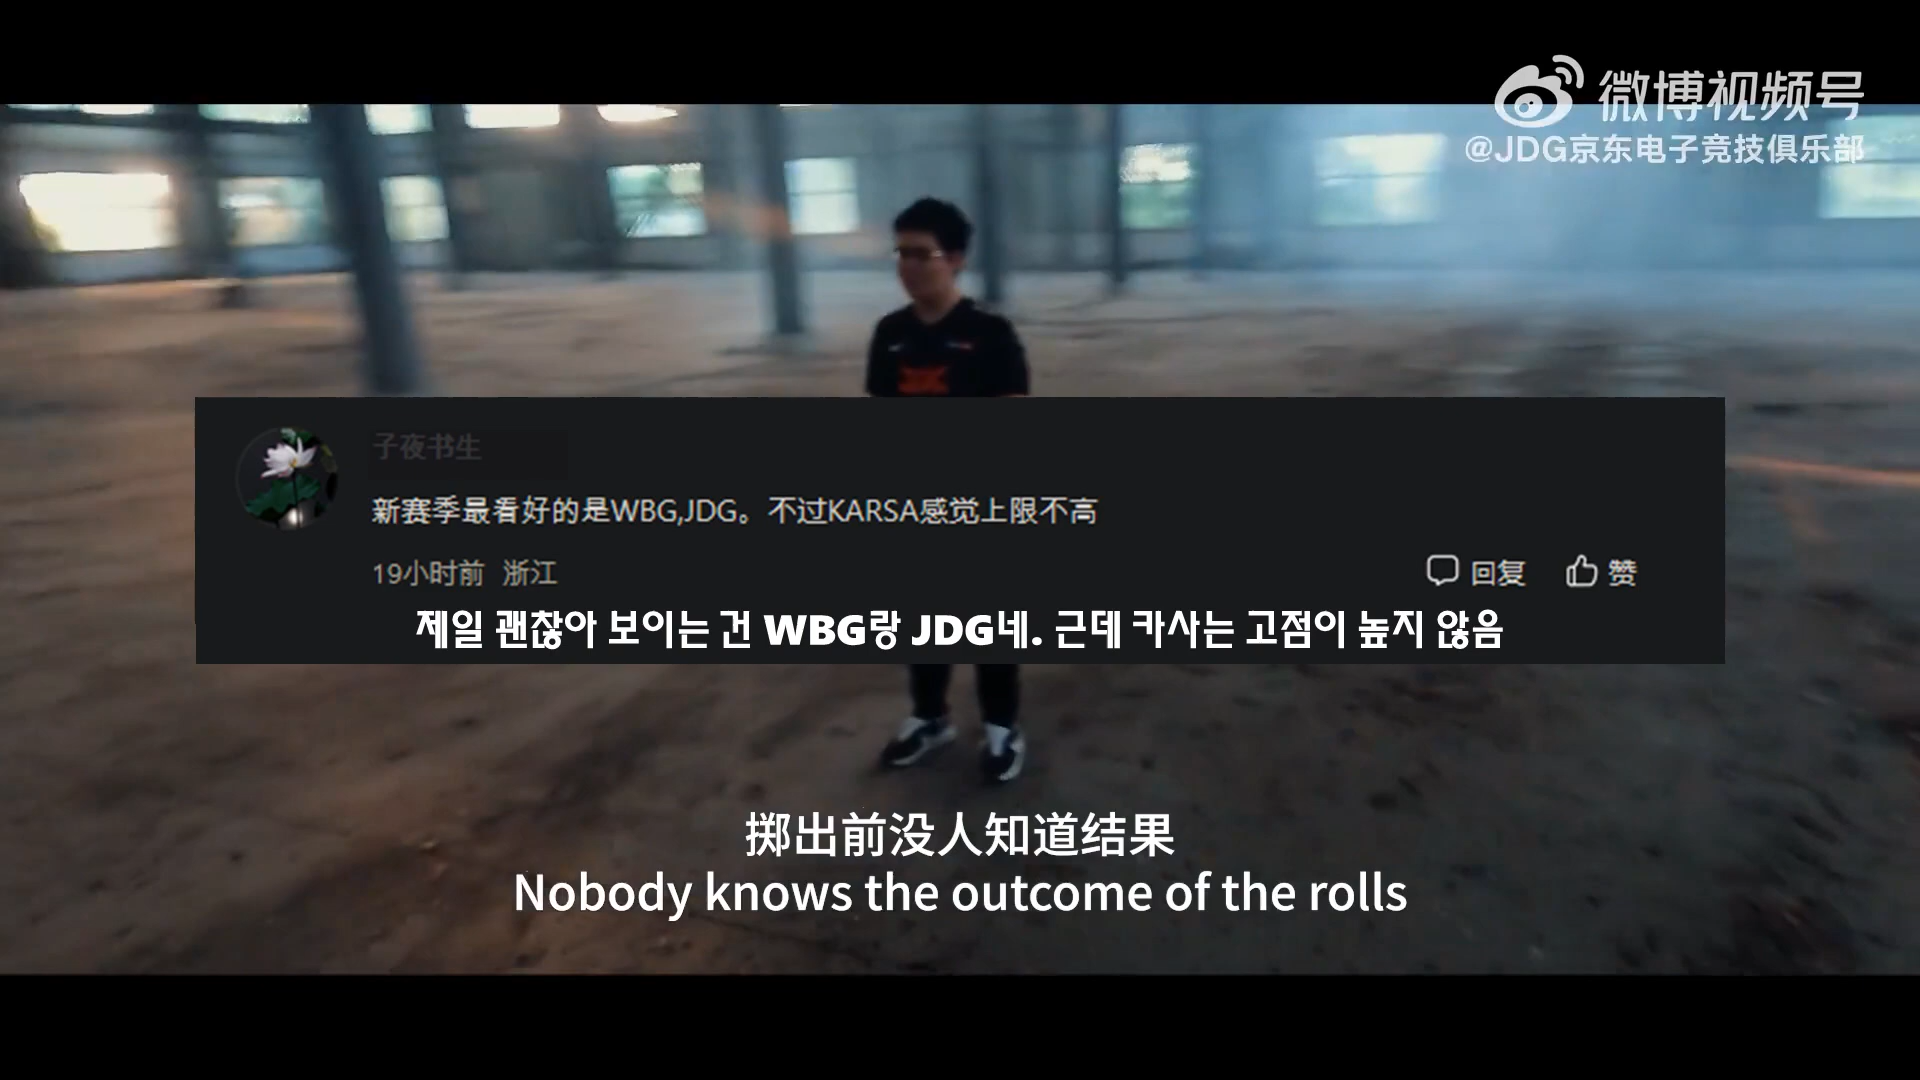 微博视频号
@JDG京东电子竞技俱乐部
子夜书生
新赛季最看好的是WBG,JDG。不过KARSA感觉上限不高
19小时前 浙江
回复 赞
제일 괜찮아 보이는 건 WBG랑 JDG네. 근데 카사는 고점이 높지 않음
掷出前没人知道结果
Nobody knows the outcome of the rolls